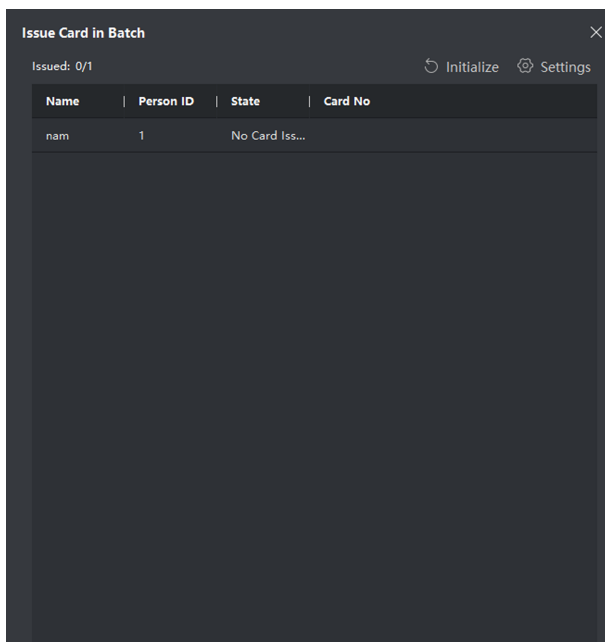 Issue Card in Batch
Issued: 0/1 Initialize Settings
Name | Person ID | State | Card No
nam 1 No Card Iss...